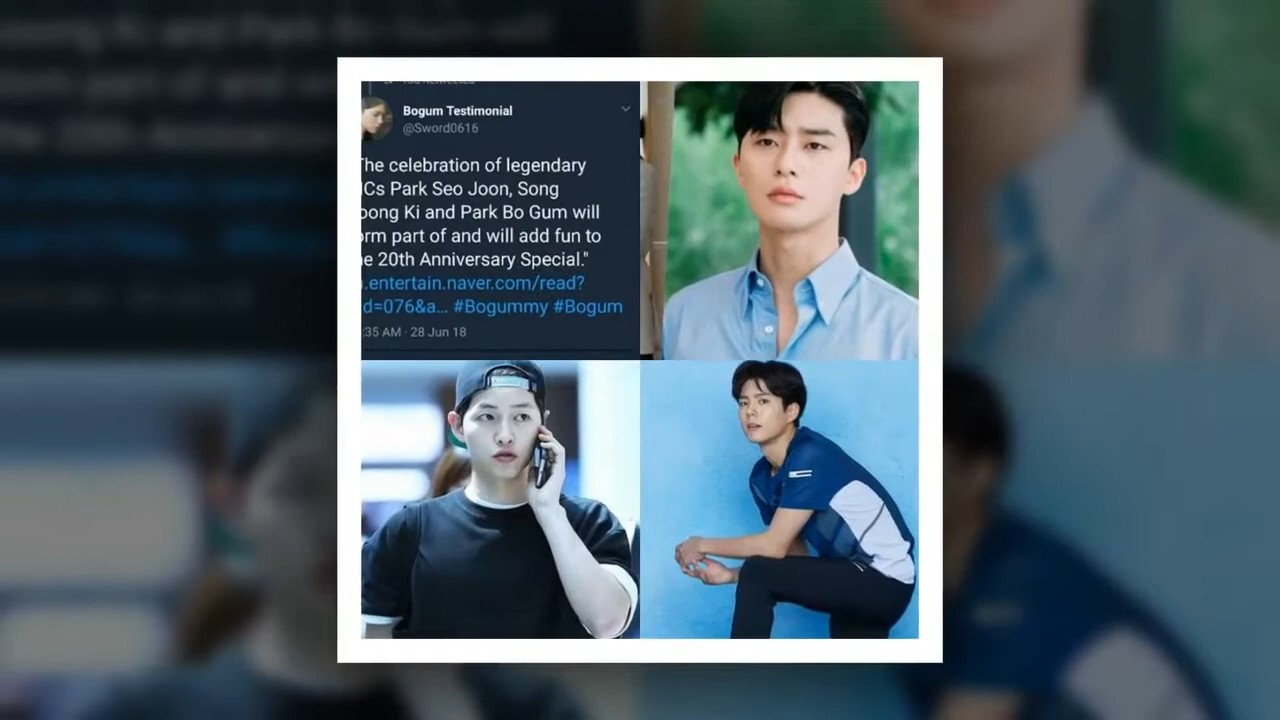 Bogum Testimonial
@Sword0616
he celebration of legendary
Cs Park Seo Joon, Song
oong Ki and Park Bo Gum will
rm part of and will add fun to
e 20th Anniversary Special."
.entertain.naver.com/read?
d=076&a... #Bogummy #Bogum
:35 AM · 28 Jun 18